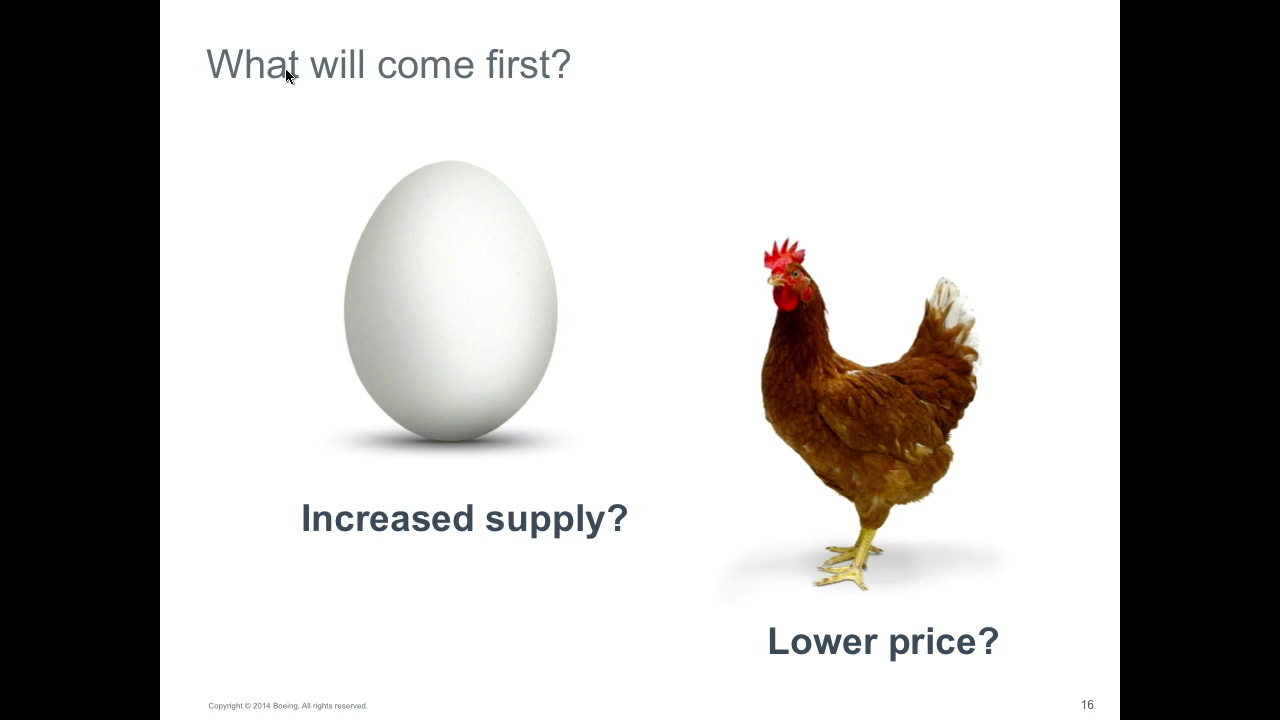 What will come first?
Increased supply?
Lower price?
Copyright © 2014 Boeing. All rights reserved.
16